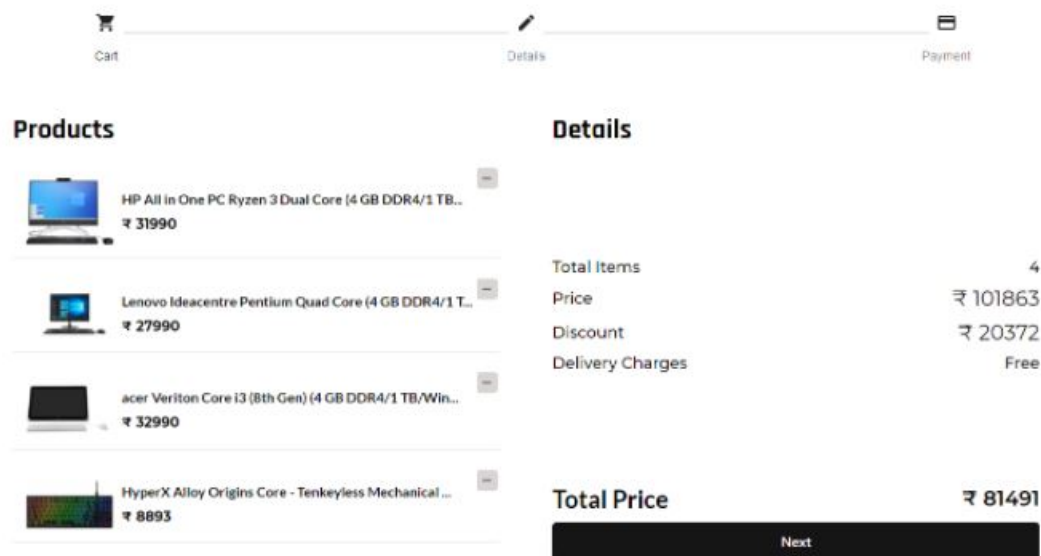 Cart
Details
Payment
Products
HP All in One PC Ryzen 3 Dual Core (4 GB DDR4/1 TB...
₹ 31990
Lenovo Ideacentre Pentium Quad Core (4 GB DDR4/1 T...
₹ 27990
acer Veriton Core i3 (8th Gen) (4 GB DDR4/1 TB/Win...
₹ 32990
HyperX Alloy Origins Core - Tenkeyless Mechanical ...
₹ 8893
Details
Total Items 4
Price ₹ 101863
Discount ₹ 20372
Delivery Charges Free
Total Price ₹ 81491
Next